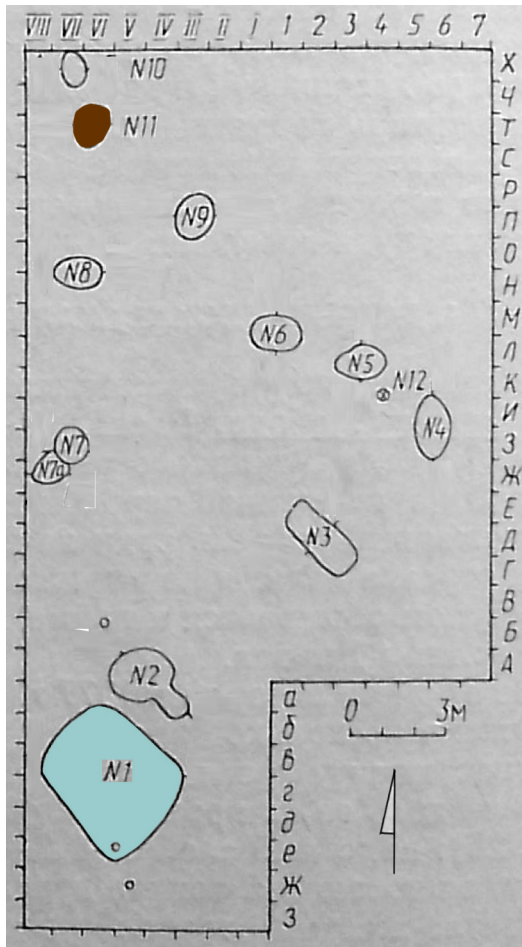 VIII VII VI V IV III II I 1 2 3 4 5 6 7
N10
Х
Ч
N11
Т
С
Р
N9
П
О
N8
Н
М
N6
Л
N5
К
N12
И
N4
N7
З
N7а
Ж
Е
N3
Д
Г
В
Б
N2
А
а
0 3м
б
N1
в
г
д
е
ж
з